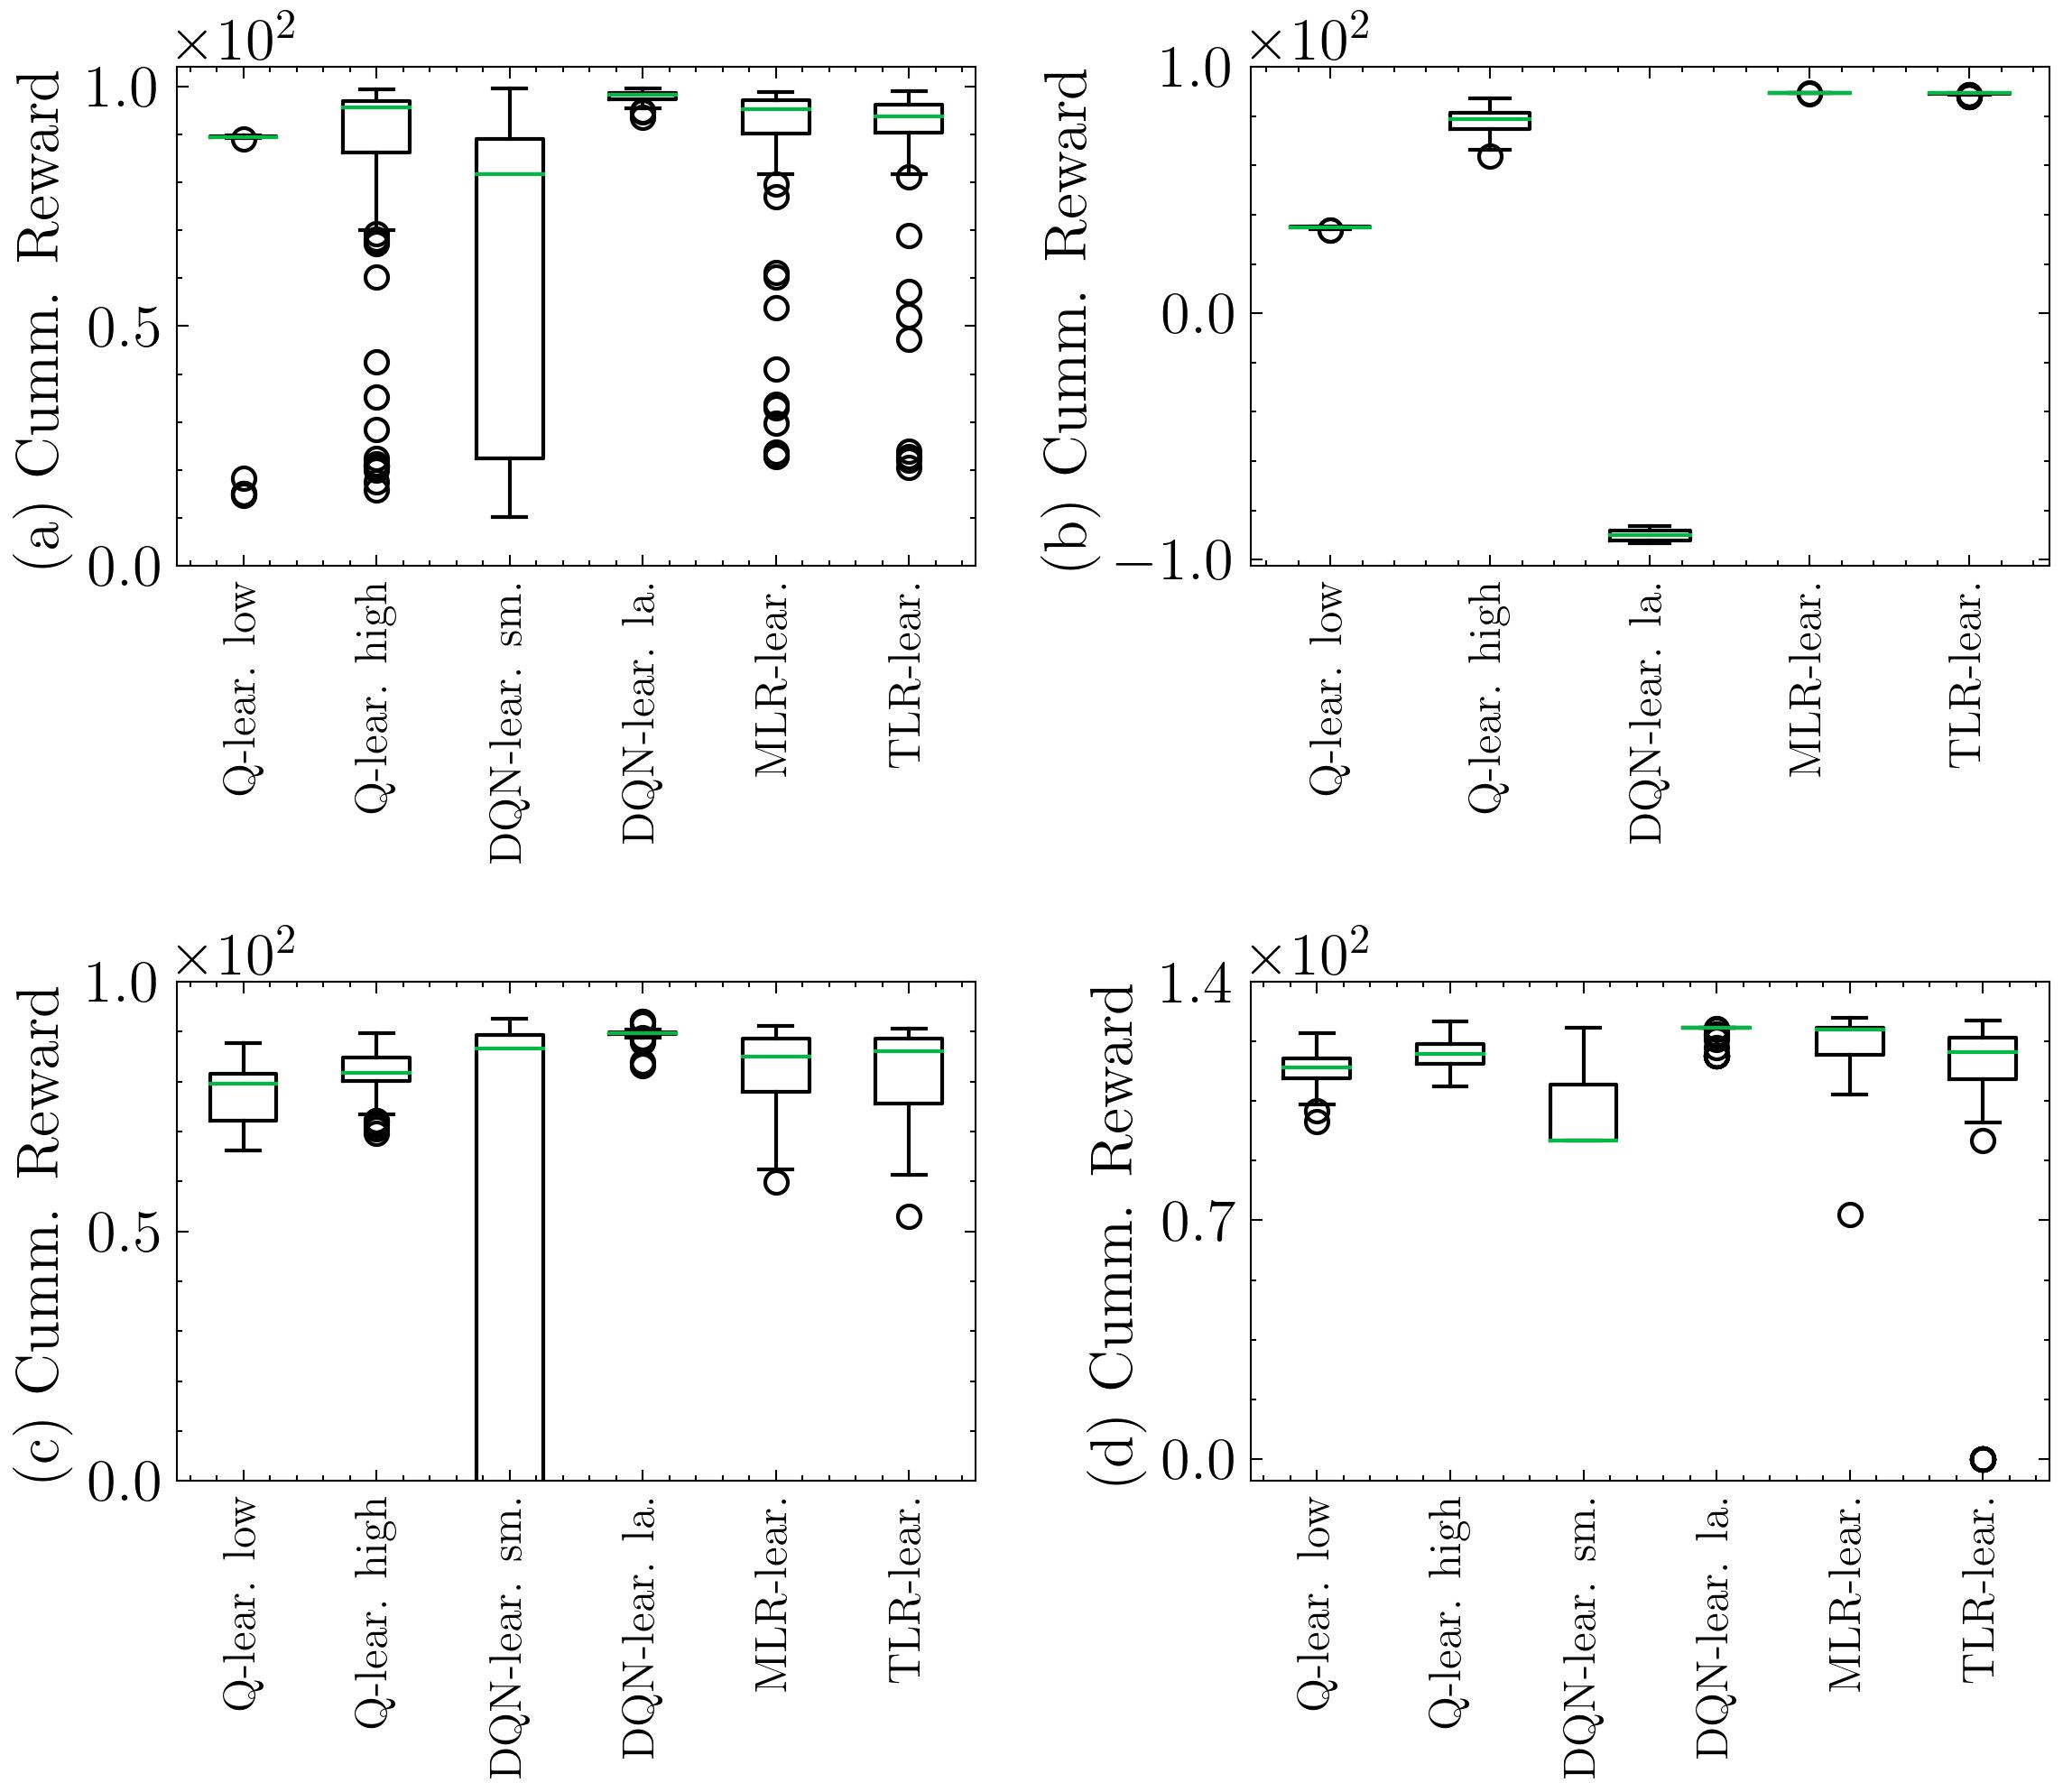 ×10²
(a) Cumm. Reward
1.0
0.5
0.0
Q-lear. low
Q-lear. high
DQN-lear. sm.
DQN-lear. la.
MLR-lear.
TLR-lear.
×10²
(b) Cumm. Reward
1.0
0.0
−1.0
Q-lear. low
Q-lear. high
DQN-lear. la.
MLR-lear.
TLR-lear.
×10²
(c) Cumm. Reward
1.0
0.5
0.0
Q-lear. low
Q-lear. high
DQN-lear. sm.
DQN-lear. la.
MLR-lear.
TLR-lear.
×10²
(d) Cumm. Reward
1.4
0.7
0.0
Q-lear. low
Q-lear. high
DQN-lear. sm.
DQN-lear. la.
MLR-lear.
TLR-lear.